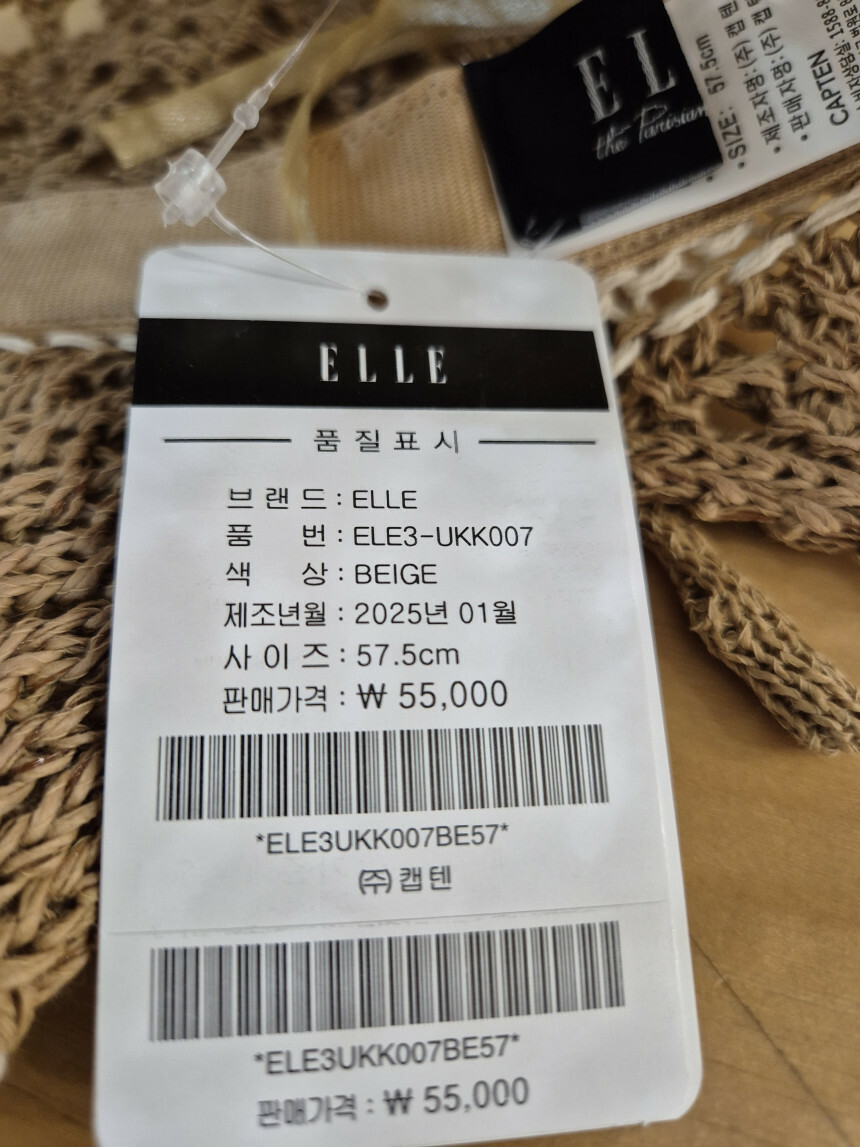 EL
the Parisian
• SIZE: 57.5cm
• 제조자명:(주)캡텐
• 판매자명:(주)캡
CAPTEN
ELLE
품질표시
브랜드 : ELLE
품 번 : ELE3-UKK007
색 상 : BEIGE
제조년월 : 2025년 01월
사이즈 : 57.5cm
판매가격 : ₩ 55,000
*ELE3UKK007BE57*
㈜캡텐
*ELE3UKK007BE57*
판매가격 : ₩ 55,000